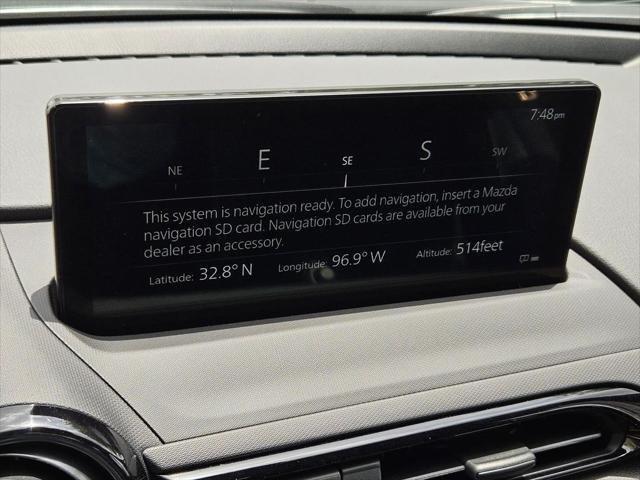 7:48pm
NE E SE S SW
This system is navigation ready. To add navigation, insert a Mazda
navigation SD card. Navigation SD cards are available from your
dealer as an accessory.
Latitude: 32.8° N Longitude: 96.9° W Altitude: 514feet